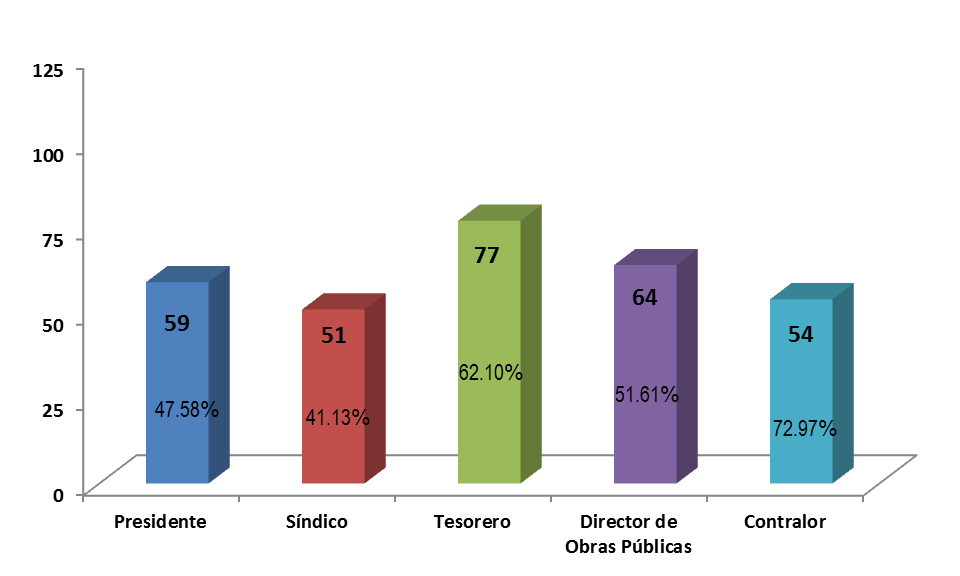 125
100
75
50
25
0
59
47.58%
51
41.13%
77
62.10%
64
51.61%
54
72.97%
Presidente
Síndico
Tesorero
Director de
Obras Públicas
Contralor